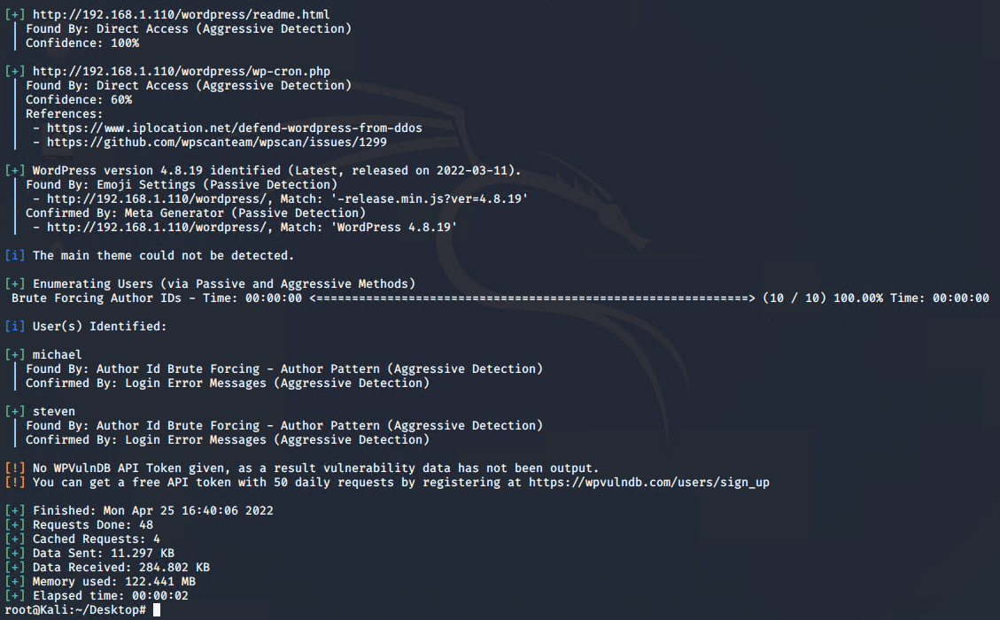 [+] http://192.168.1.110/wordpress/readme.html
| Found By: Direct Access (Aggressive Detection)
| Confidence: 100%
[+] http://192.168.1.110/wordpress/wp-cron.php
| Found By: Direct Access (Aggressive Detection)
| Confidence: 60%
| References:
|  - https://www.iplocation.net/defend-wordpress-from-ddos
|  - https://github.com/wpscanteam/wpscan/issues/1299
[+] WordPress version 4.8.19 identified (Latest, released on 2022-03-11).
| Found By: Emoji Settings (Passive Detection)
|  - http://192.168.1.110/wordpress/, Match: '-release.min.js?ver=4.8.19'
| Confirmed By: Meta Generator (Passive Detection)
|  - http://192.168.1.110/wordpress/, Match: 'WordPress 4.8.19'
[i] The main theme could not be detected.
[+] Enumerating Users (via Passive and Aggressive Methods)
Brute Forcing Author IDs - Time: 00:00:00 <=============================================================> (10 / 10) 100.00% Time: 00:00:00
[i] User(s) Identified:
[+] michael
| Found By: Author Id Brute Forcing - Author Pattern (Aggressive Detection)
| Confirmed By: Login Error Messages (Aggressive Detection)
[+] steven
| Found By: Author Id Brute Forcing - Author Pattern (Aggressive Detection)
| Confirmed By: Login Error Messages (Aggressive Detection)
[!] No WPVulnDB API Token given, as a result vulnerability data has not been output.
[!] You can get a free API token with 50 daily requests by registering at https://wpvulndb.com/users/sign_up
[+] Finished: Mon Apr 25 16:40:06 2022
[+] Requests Done: 48
[+] Cached Requests: 4
[+] Data Sent: 11.297 KB
[+] Data Received: 284.802 KB
[+] Memory used: 122.441 MB
[+] Elapsed time: 00:00:02
root@Kali:~/Desktop#